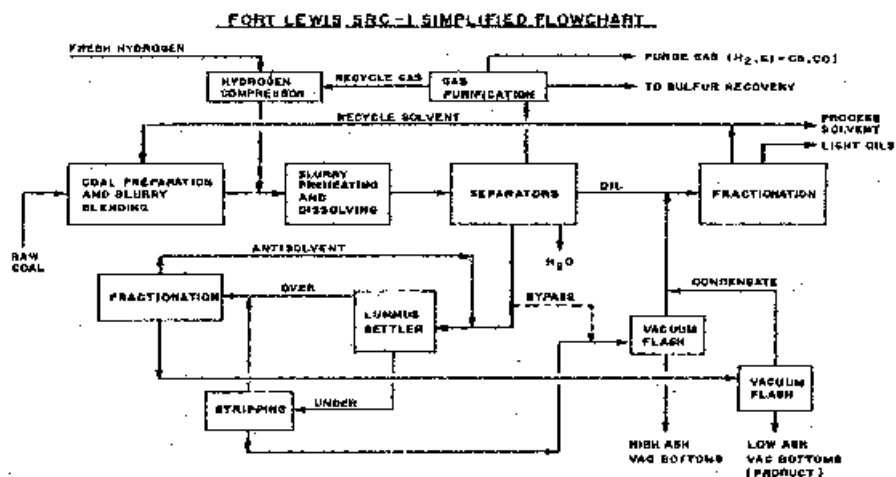 FORT LEWIS SRC-I SIMPLIFIED FLOWCHART
FRESH HYDROGEN
HYDROGEN
COMPRESSOR
RECYCLE GAS
GAS
PURIFICATION
PURGE GAS (H2, C1-C5, CO)
TO SULFUR RECOVERY
RECYCLE SOLVENT
PROCESS
SOLVENT
LIGHT OILS
COAL PREPARATION
AND SLURRY
BLENDING
SLURRY
PREHEATING
AND
DISSOLVING
SEPARATORS
OIL
FRACTIONATION
RAW
COAL
H2O
ANTISOLVENT
FRACTIONATION
OVER
LUMMUS
SETTLER
BYPASS
CONDENSATE
VACUUM
FLASH
VACUUM
FLASH
STRIPPING
UNDER
HIGH ASH
VAC BOTTOMS
LOW ASH
VAC BOTTOMS
(PRODUCT)